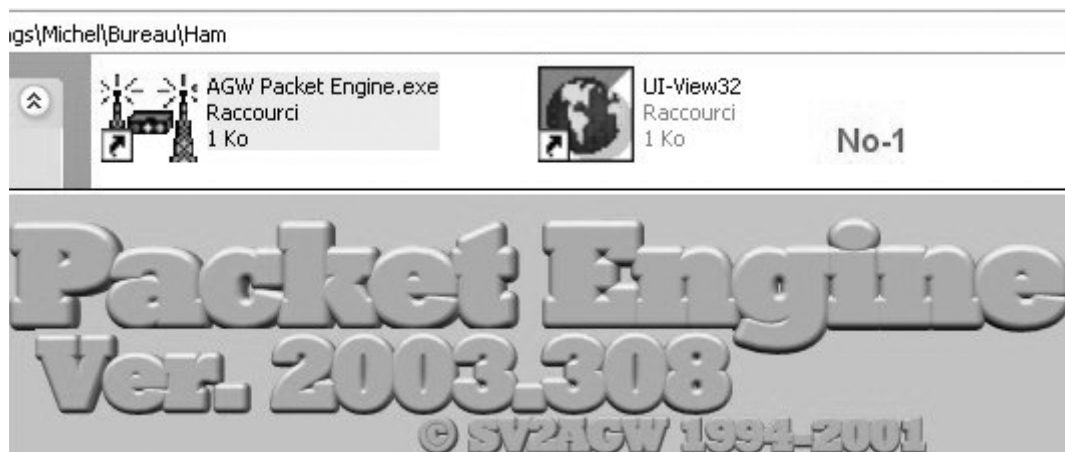 ngs\Michel\Bureau\Ham
AGW Packet Engine.exe
Raccourci
1 Ko
UI-View32
Raccourci
1 Ko
No-1
Packet Engine
Ver. 2003.308
© SV2AGW 1994-2001